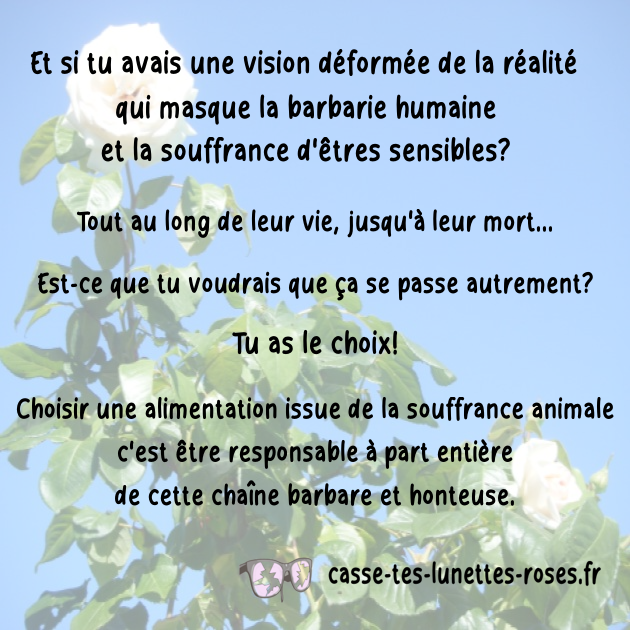 Et si tu avais une vision déformée de la réalité
qui masque la barbarie humaine
et la souffrance d'êtres sensibles?
Tout au long de leur vie, jusqu'à leur mort...
Est-ce que tu voudrais que ça se passe autrement?
Tu as le choix!
Choisir une alimentation issue de la souffrance animale
c'est être responsable à part entière
de cette chaîne barbare et honteuse.
casse-tes-lunettes-roses.fr